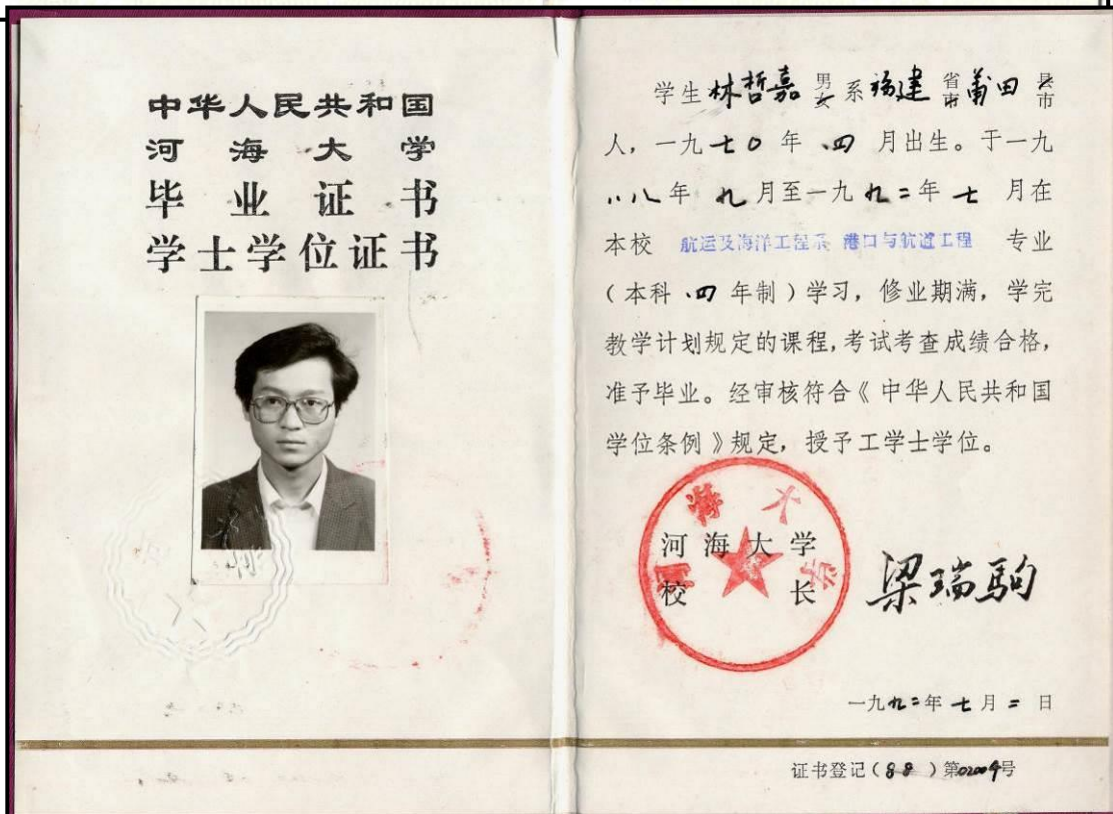 中华人民共和国
河海大学
毕业证书
学士学位证书
学生林哲嘉 男女 系福建 省市 莆田 县市
人，一九七〇年 四 月出生。于一九
八八年 九 月至一九九二年 七 月在
本校 航运及海洋工程系 港口与航道工程 专业
（本科 四 年制）学习，修业期满，学完
教学计划规定的课程，考试考查成绩合格，
准予毕业。经审核符合《中华人民共和国
学位条例》规定，授予工学士学位。
河海大学
河海大学
校长 梁瑞驹
一九九二年七月二日
证书登记（88）第02009号